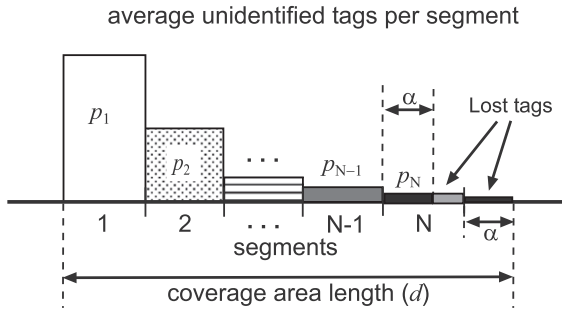 average unidentified tags per segment
α
Lost tags
p1
p2
...
pN−1
pN
1
2
...
N-1
N
α
segments
coverage area length (d)